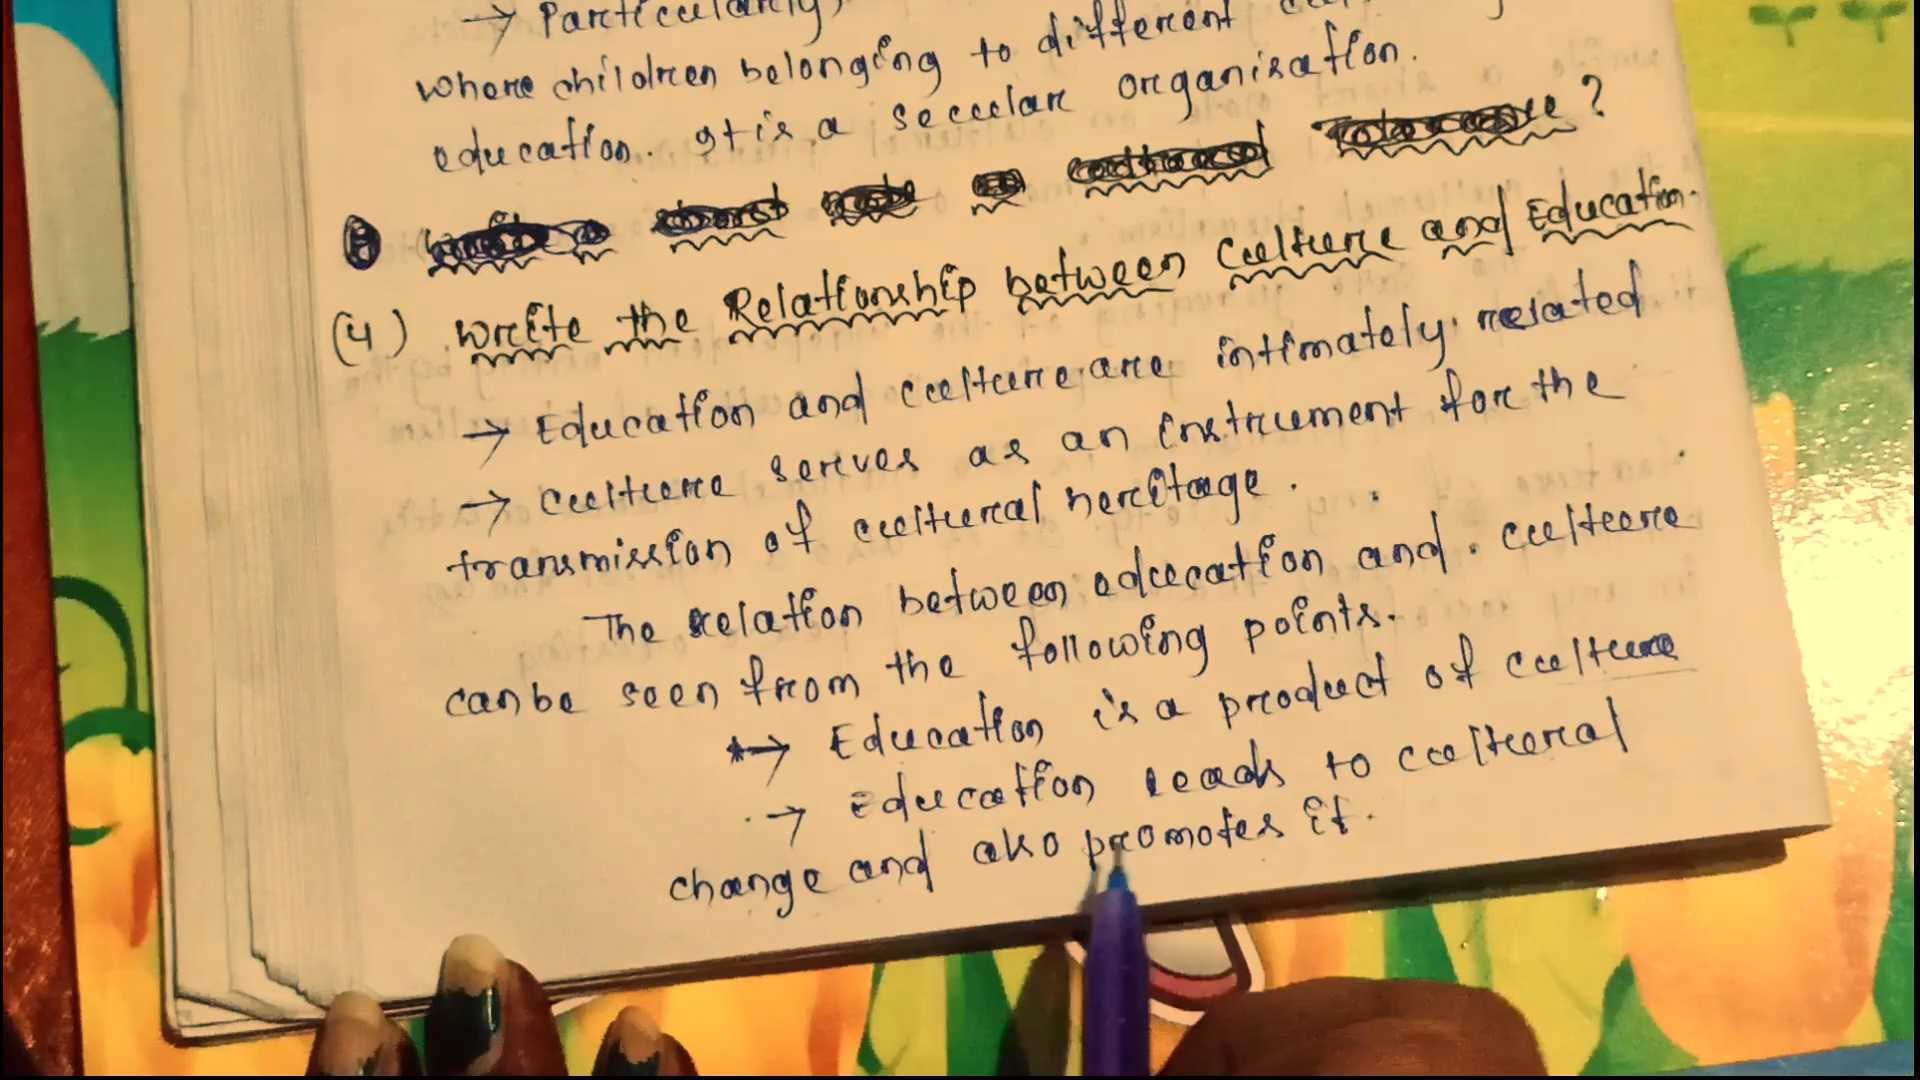 → Particularly,
where children belonging to different
education. It is a seculare organisation.
?
(4) Write the Relationship between Culture and Education.
→ Education and culture are intimately related
→ culture serves as an instrument for the
transmission of cultural heritage.
The relation between education and culture
can be seen from the following points.
→ Education is a product of culture
→ Education leads to cultural
change and also promotes it.